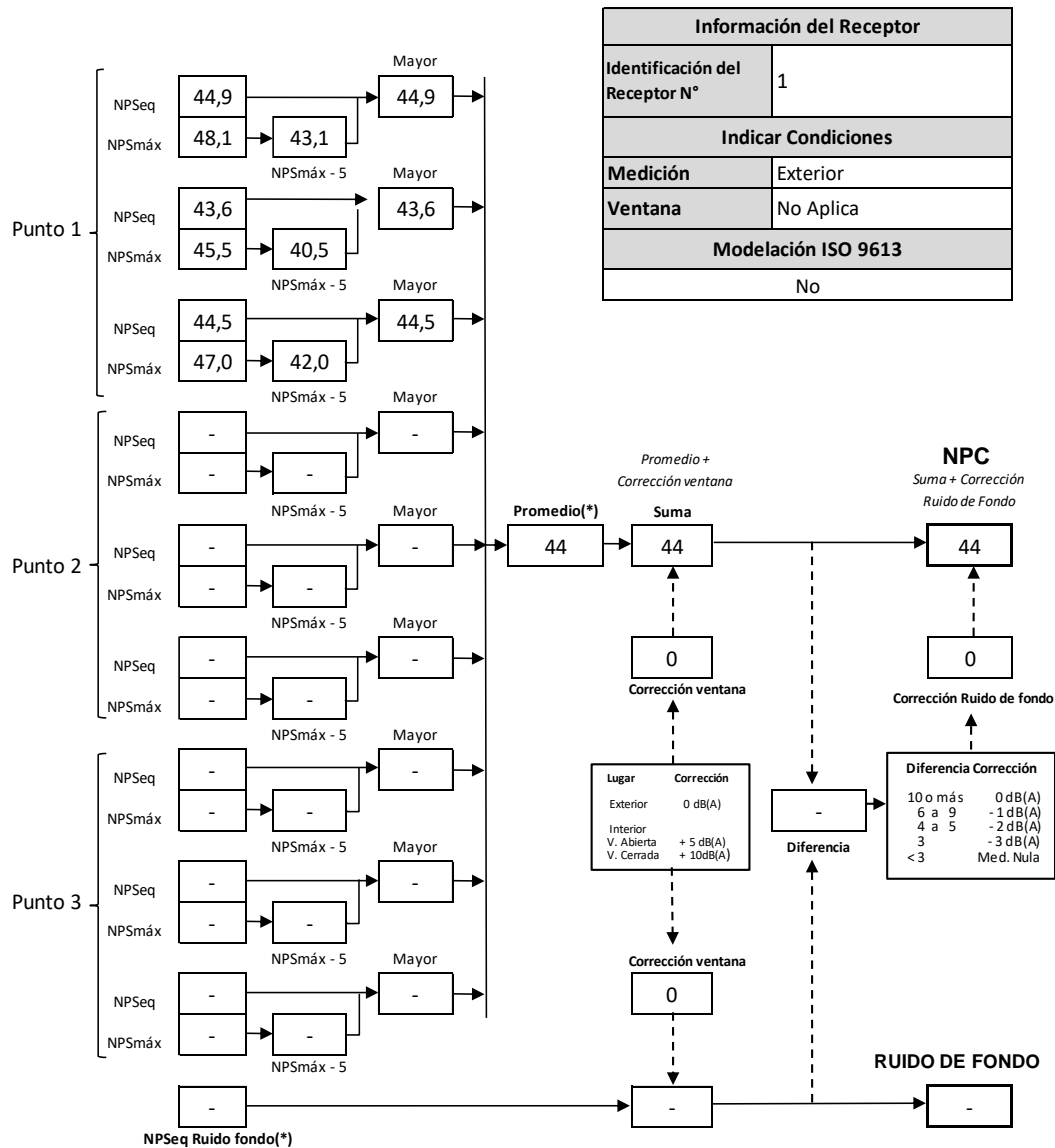 Información del Receptor
Identificación del
Receptor N°
1
Indicar Condiciones
Medición
Exterior
Ventana
No Aplica
Modelación ISO 9613
No
Punto 1
Mayor
NPSeq
44,9
44,9
NPSmáx
48,1
43,1
NPSmáx - 5
Mayor
NPSeq
43,6
43,6
NPSmáx
45,5
40,5
NPSmáx - 5
Mayor
NPSeq
44,5
44,5
NPSmáx
47,0
42,0
NPSmáx - 5
Punto 2
Mayor
NPSeq
-
-
NPSmáx
-
-
NPSmáx - 5
Mayor
NPSeq
-
-
NPSmáx
-
-
NPSmáx - 5
Mayor
NPSeq
-
-
NPSmáx
-
-
NPSmáx - 5
Punto 3
Mayor
NPSeq
-
-
NPSmáx
-
-
NPSmáx - 5
Mayor
NPSeq
-
-
NPSmáx
-
-
NPSmáx - 5
Mayor
NPSeq
-
-
NPSmáx
-
-
NPSmáx - 5
Promedio(*)
44
Promedio +
Corrección ventana
Suma
44
NPC
Suma + Corrección
Ruido de Fondo
44
0
Corrección ventana
0
Corrección Ruido de fondo
Lugar Corrección
Exterior 0 dB(A)
Interior
V. Abierta + 5 dB(A)
V. Cerrada + 10dB(A)
-
Diferencia
Diferencia Corrección
10 o más 0 dB(A)
6 a 9 -1 dB(A)
4 a 5 -2 dB(A)
3 -3 dB(A)
<3 Med. Nula
Corrección ventana
0
RUIDO DE FONDO
-
-
-
NPSeq Ruido fondo(*)